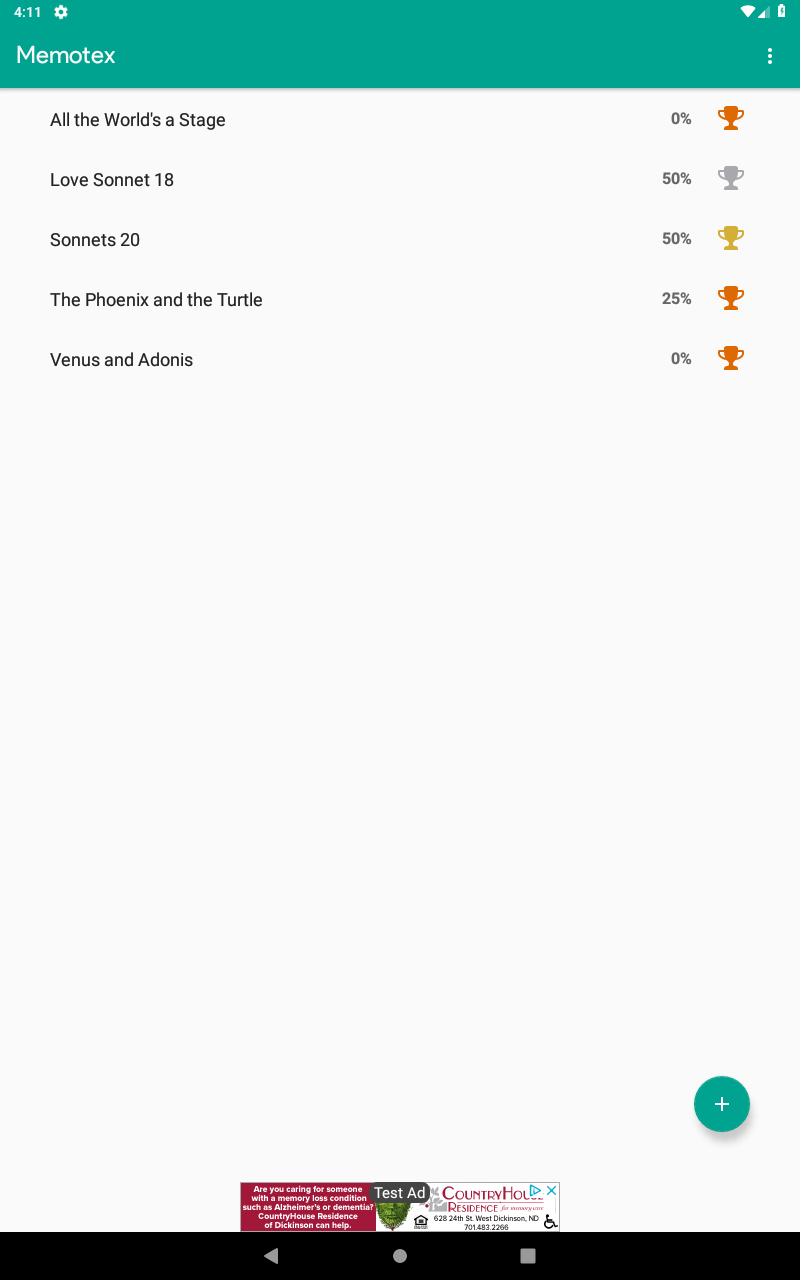 4:11
Memotex
All the World's a Stage 0%
Love Sonnet 18 50%
Sonnets 20 50%
The Phoenix and the Turtle 25%
Venus and Adonis 0%
Are you caring for someone
with a memory loss condition
such as Alzheimer's or dementia?
CountryHouse Residence
of Dickinson can help.
Test Ad
COUNTRYHOUSE
RESIDENCE for memory care
628 24th St. West Dickinson, ND
701.483.2266